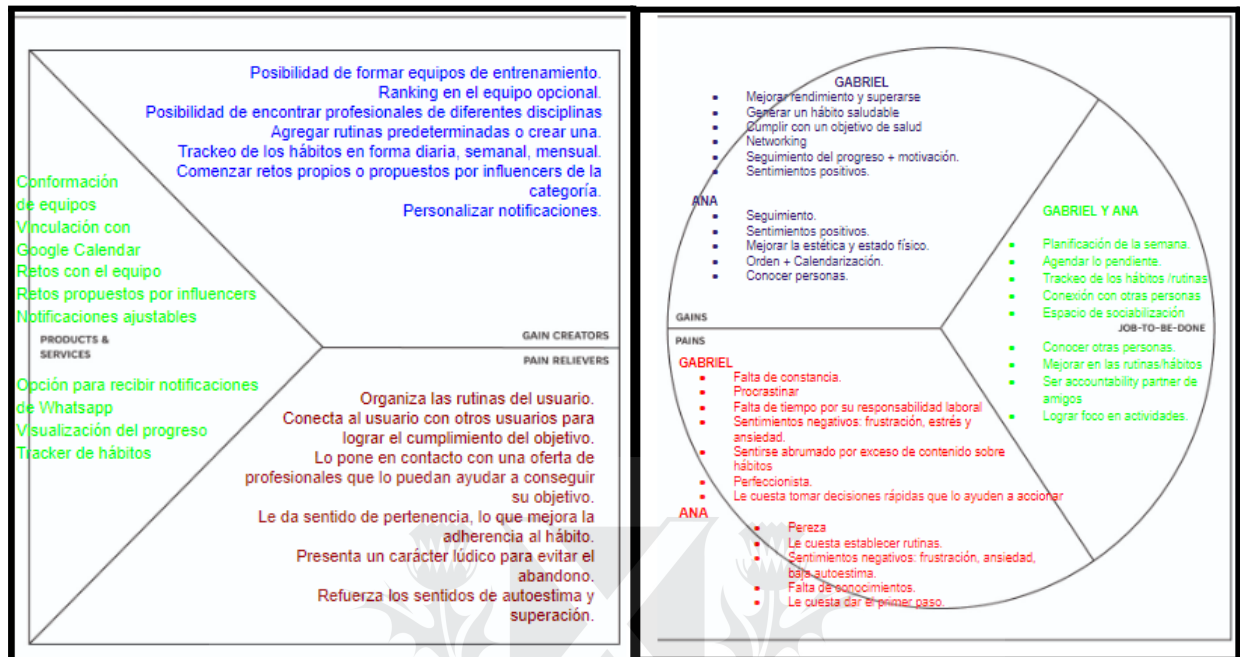 Posibilidad de formar equipos de entrenamiento.
Ranking en el equipo opcional.
Posibilidad de encontrar profesionales de diferentes disciplinas
Agregar rutinas predeterminadas o crear una.
Trackeo de los hábitos en forma diaria, semanal, mensual.
Comenzar retos propios o propuestos por influencers de la
categoría.
Personalizar notificaciones.
GAIN CREATORS
Conformación
de equipos
Vinculación con
Google Calendar
Retos con el equipo
Retos propuestos por influencers
Notificaciones ajustables
PRODUCTS &
SERVICES
Opción para recibir notificaciones
de Whatsapp
Visualización del progreso
Tracker de hábitos
PAIN RELIEVERS
Organiza las rutinas del usuario.
Conecta al usuario con otros usuarios para
lograr el cumplimiento del objetivo.
Lo pone en contacto con una oferta de
profesionales que lo puedan ayudar a conseguir
su objetivo.
Le da sentido de pertenencia, lo que mejora la
adherencia al hábito.
Presenta un carácter lúdico para evitar el
abandono.
Refuerza los sentidos de autoestima y
superación.
GABRIEL
Mejorar rendimiento y superarse
Generar un hábito saludable
Cumplir con un objetivo de salud
Networking
Seguimiento del progreso + motivación.
Sentimientos positivos.
ANA
Seguimiento.
Sentimientos positivos.
Mejorar la estética y estado físico.
Orden + Calendarización.
Conocer personas.
GAINS
GABRIEL Y ANA
Planificación de la semana.
Agendar lo pendiente.
Trackeo de los hábitos /rutinas
Conexión con otras personas
Espacio de sociabilización
JOB-TO-BE-DONE
Conocer otras personas.
Mejorar en las rutinas/hábitos
Ser accountability partner de
amigos
Lograr foco en actividades.
PAINS
GABRIEL
Falta de constancia.
Procrastinar
Falta de tiempo por su responsabilidad laboral
Sentimientos negativos: frustración, estrés y
ansiedad.
Sentirse abrumado por exceso de contenido sobre
hábitos
Perfeccionista.
Le cuesta tomar decisiones rápidas que lo ayuden a accionar
ANA
Pereza
Le cuesta establecer rutinas.
Sentimientos negativos: frustración, ansiedad,
baja autoestima.
Falta de conocimientos.
Le cuesta dar el primer paso.